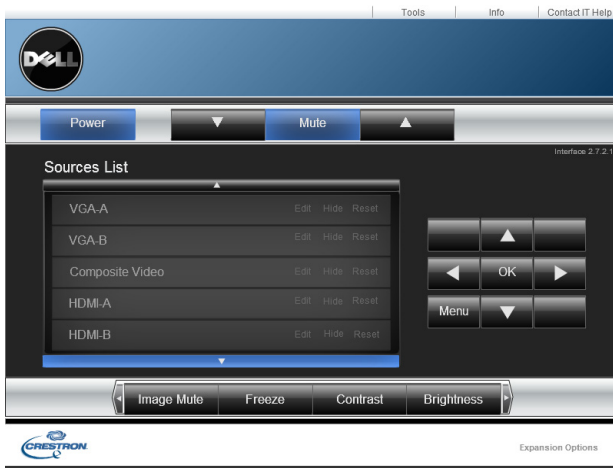 Tools Info Contact IT Help
DELL
Power Mute
Interface 2.7.2.1
Sources List
VGA-A Edit Hide Reset
VGA-B Edit Hide Reset
Composite Video Edit Hide Reset
HDMI-A Edit Hide Reset
HDMI-B Edit Hide Reset
OK
Menu
Image Mute Freeze Contrast Brightness
CRESTRON Expansion Options